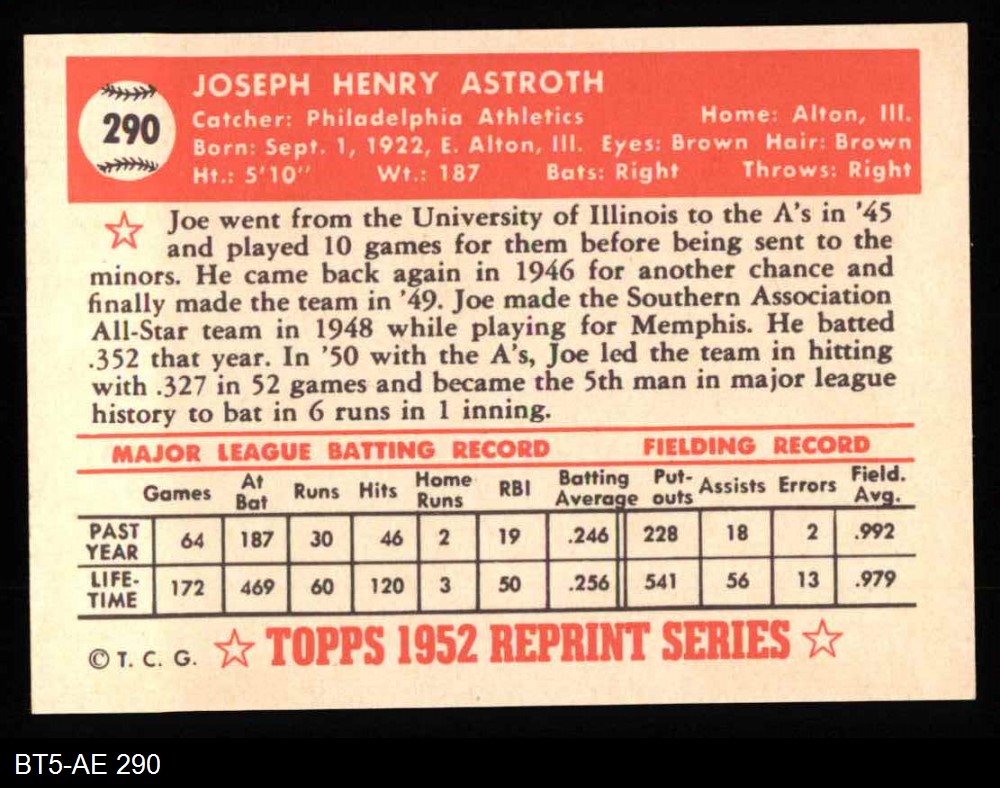 290
JOSEPH HENRY ASTROTH
Catcher: Philadelphia Athletics Home: Alton, Ill.
Born: Sept. 1, 1922, E. Alton, Ill. Eyes: Brown Hair: Brown
Ht.: 5'10" Wt.: 187 Bats: Right Throws: Right
Joe went from the University of Illinois to the A's in '45
and played 10 games for them before being sent to the
minors. He came back again in 1946 for another chance and
finally made the team in '49. Joe made the Southern Association
All-Star team in 1948 while playing for Memphis. He batted
.352 that year. In '50 with the A's, Joe led the team in hitting
with .327 in 52 games and became the 5th man in major league
history to bat in 6 runs in 1 inning.
MAJOR LEAGUE BATTING RECORD FIELDING RECORD
Games At Bat Runs Hits Home Runs RBI Batting Average Put-outs Assists Errors Field. Avg.
PAST YEAR 64 187 30 46 2 19 .246 228 18 2 .992
LIFE-TIME 172 469 60 120 3 50 .256 541 56 13 .979
© T. C. G. TOPPS 1952 REPRINT SERIES
BT5-AE 290